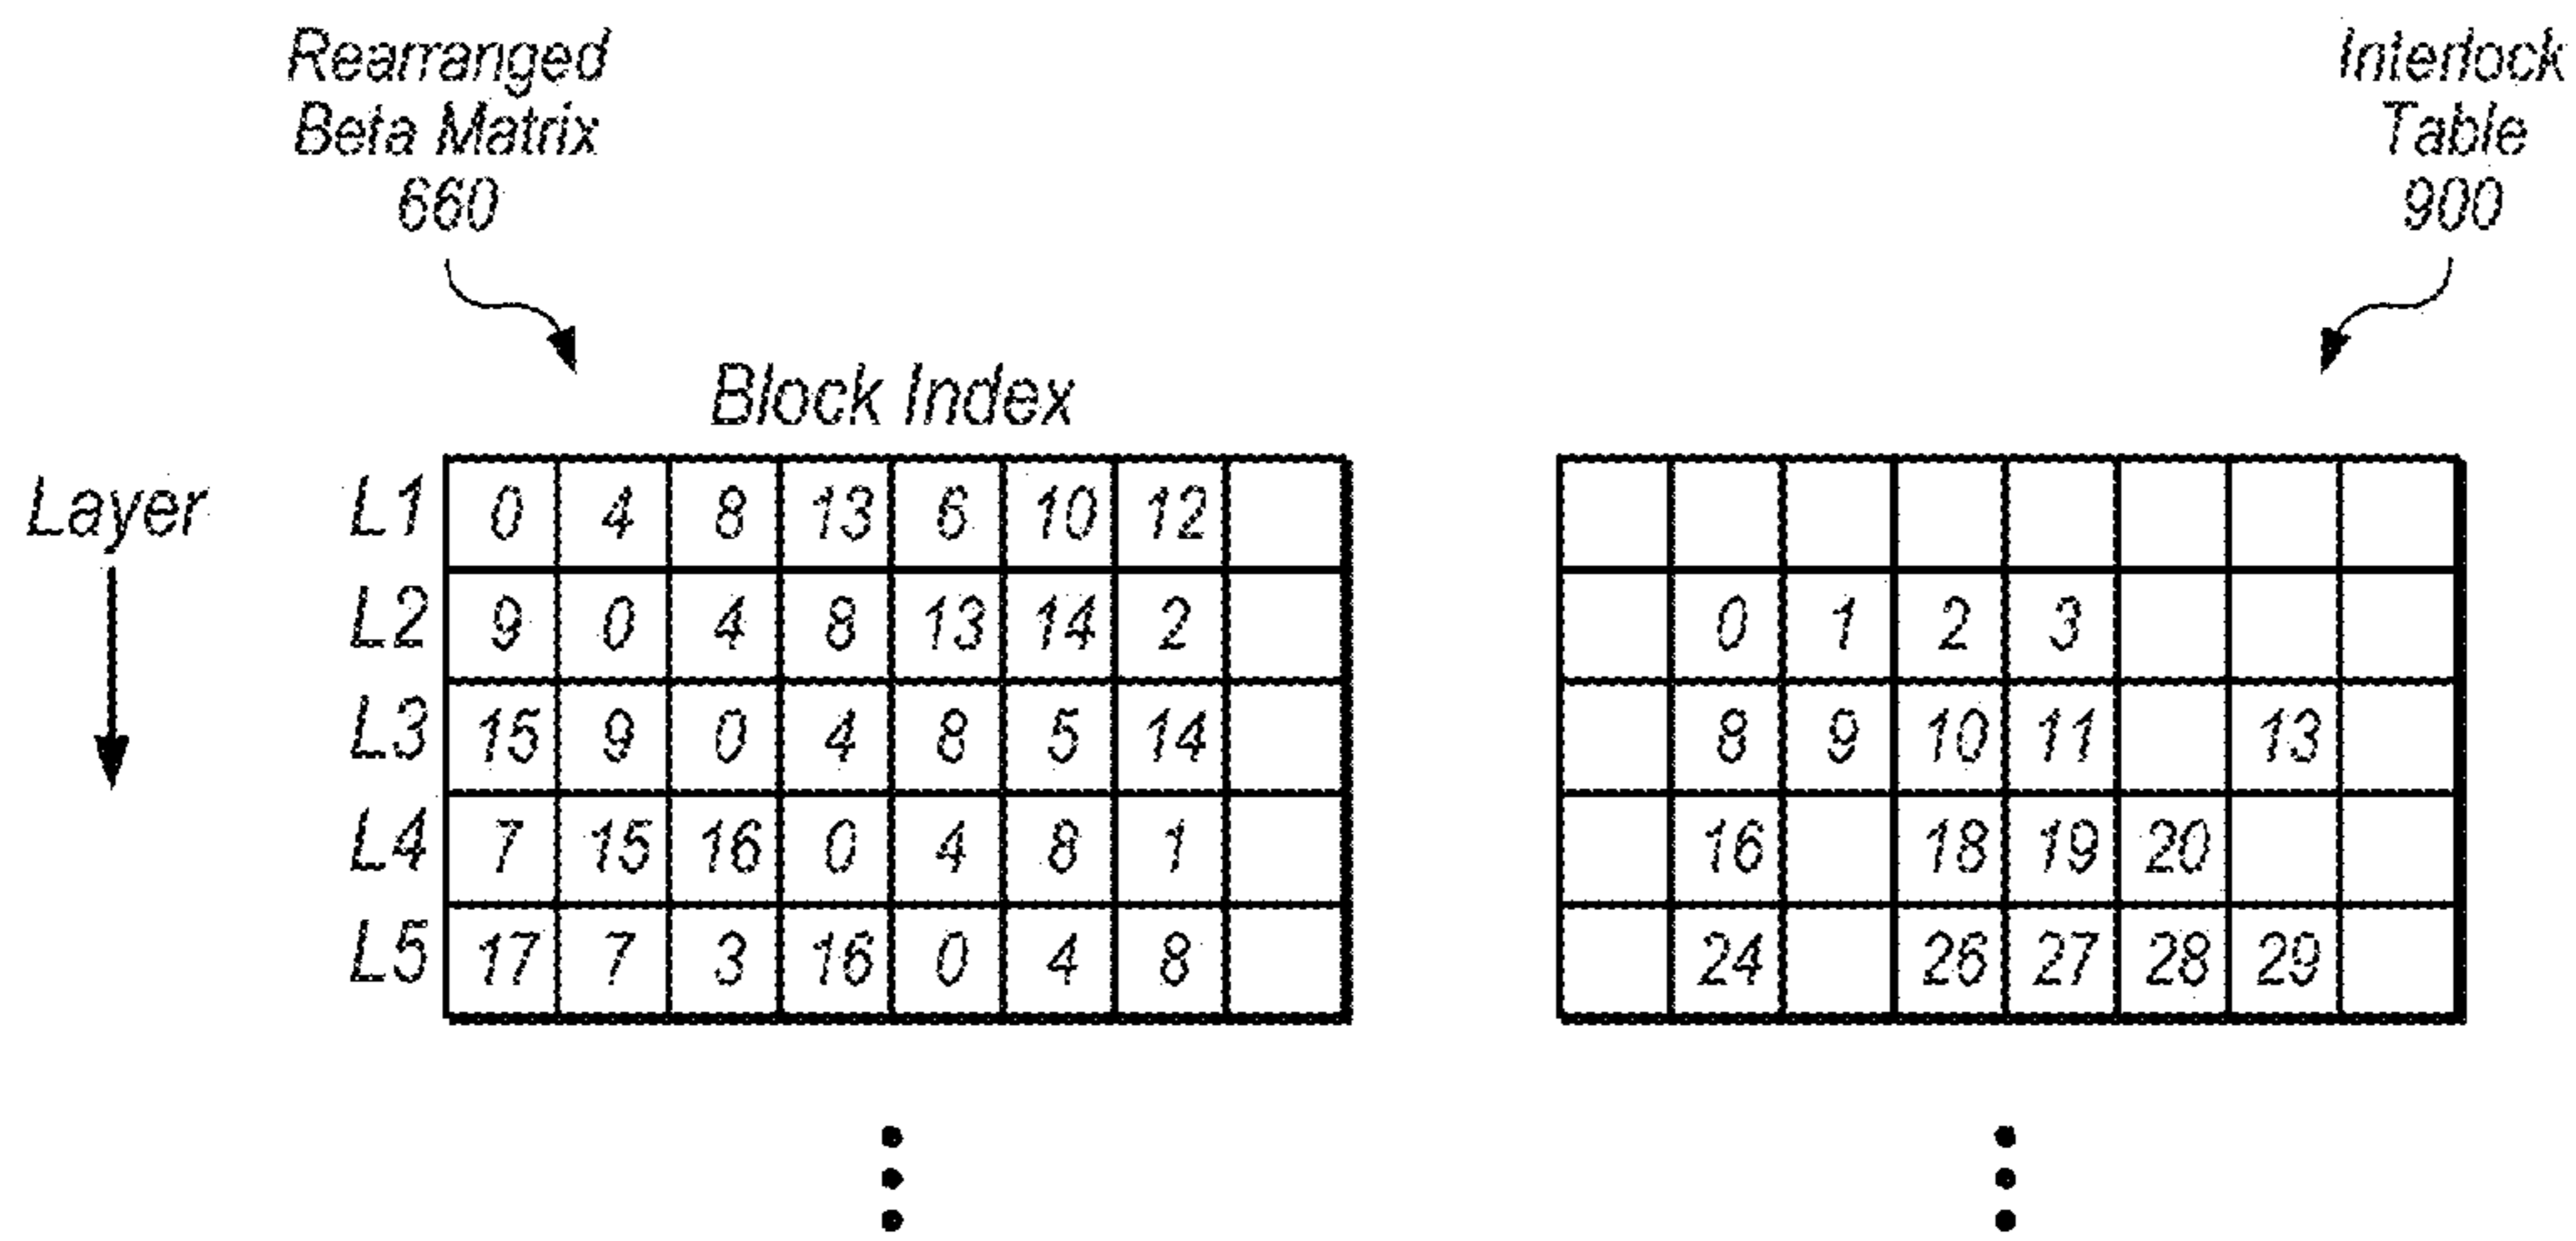 Rearranged
Beta Matrix
660
Interlock
Table
900
Block Index
Layer
L1 0 4 8 13 6 10 12
L2 9 0 4 8 13 14 2 0 1 2 3
L3 15 9 0 4 8 5 14 8 9 10 11 13
L4 7 15 16 0 4 8 1 16 18 19 20
L5 17 7 3 16 0 4 8 24 26 27 28 29